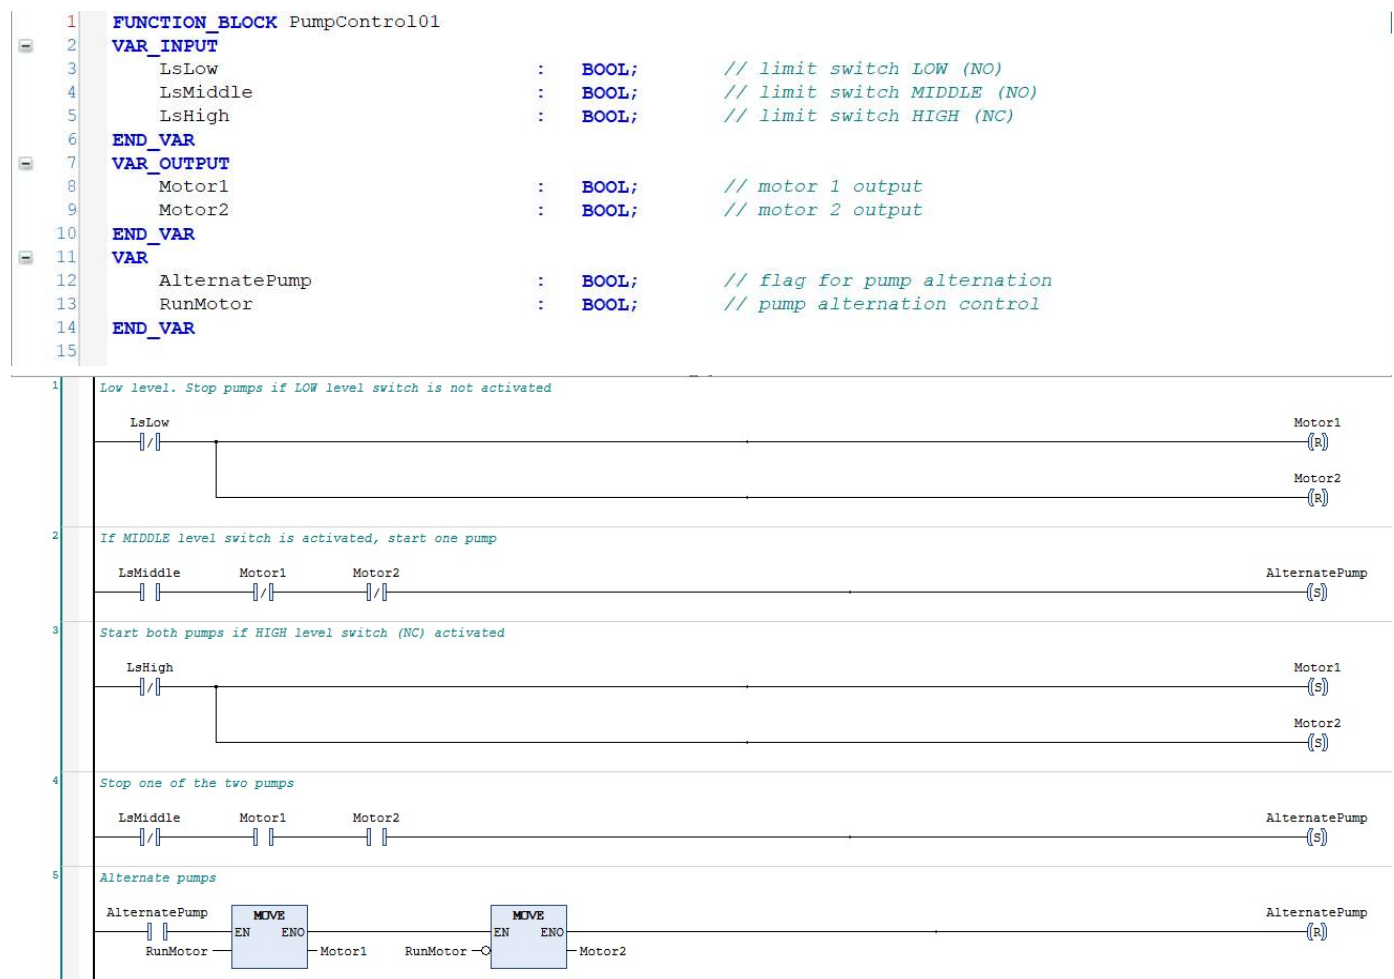 1 FUNCTION_BLOCK PumpControl01
2 VAR_INPUT
3 LsLow : BOOL; // limit switch LOW (NO)
4 LsMiddle : BOOL; // limit switch MIDDLE (NO)
5 LsHigh : BOOL; // limit switch HIGH (NC)
6 END_VAR
7 VAR_OUTPUT
8 Motor1 : BOOL; // motor 1 output
9 Motor2 : BOOL; // motor 2 output
10 END_VAR
11 VAR
12 AlternatePump : BOOL; // flag for pump alternation
13 RunMotor : BOOL; // pump alternation control
14 END_VAR
15
1 Low level. Stop pumps if LOW level switch is not activated
LsLow Motor1
/ R
Motor2
R
2 If MIDDLE level switch is activated, start one pump
LsMiddle Motor1 Motor2 AlternatePump
/ / S
3 Start both pumps if HIGH level switch (NC) activated
LsHigh Motor1
/ S
Motor2
S
4 Stop one of the two pumps
LsMiddle Motor1 Motor2 AlternatePump
/ S
5 Alternate pumps
AlternatePump MOVE MOVE AlternatePump
EN ENO EN ENO R
RunMotor Motor1 RunMotor Motor2